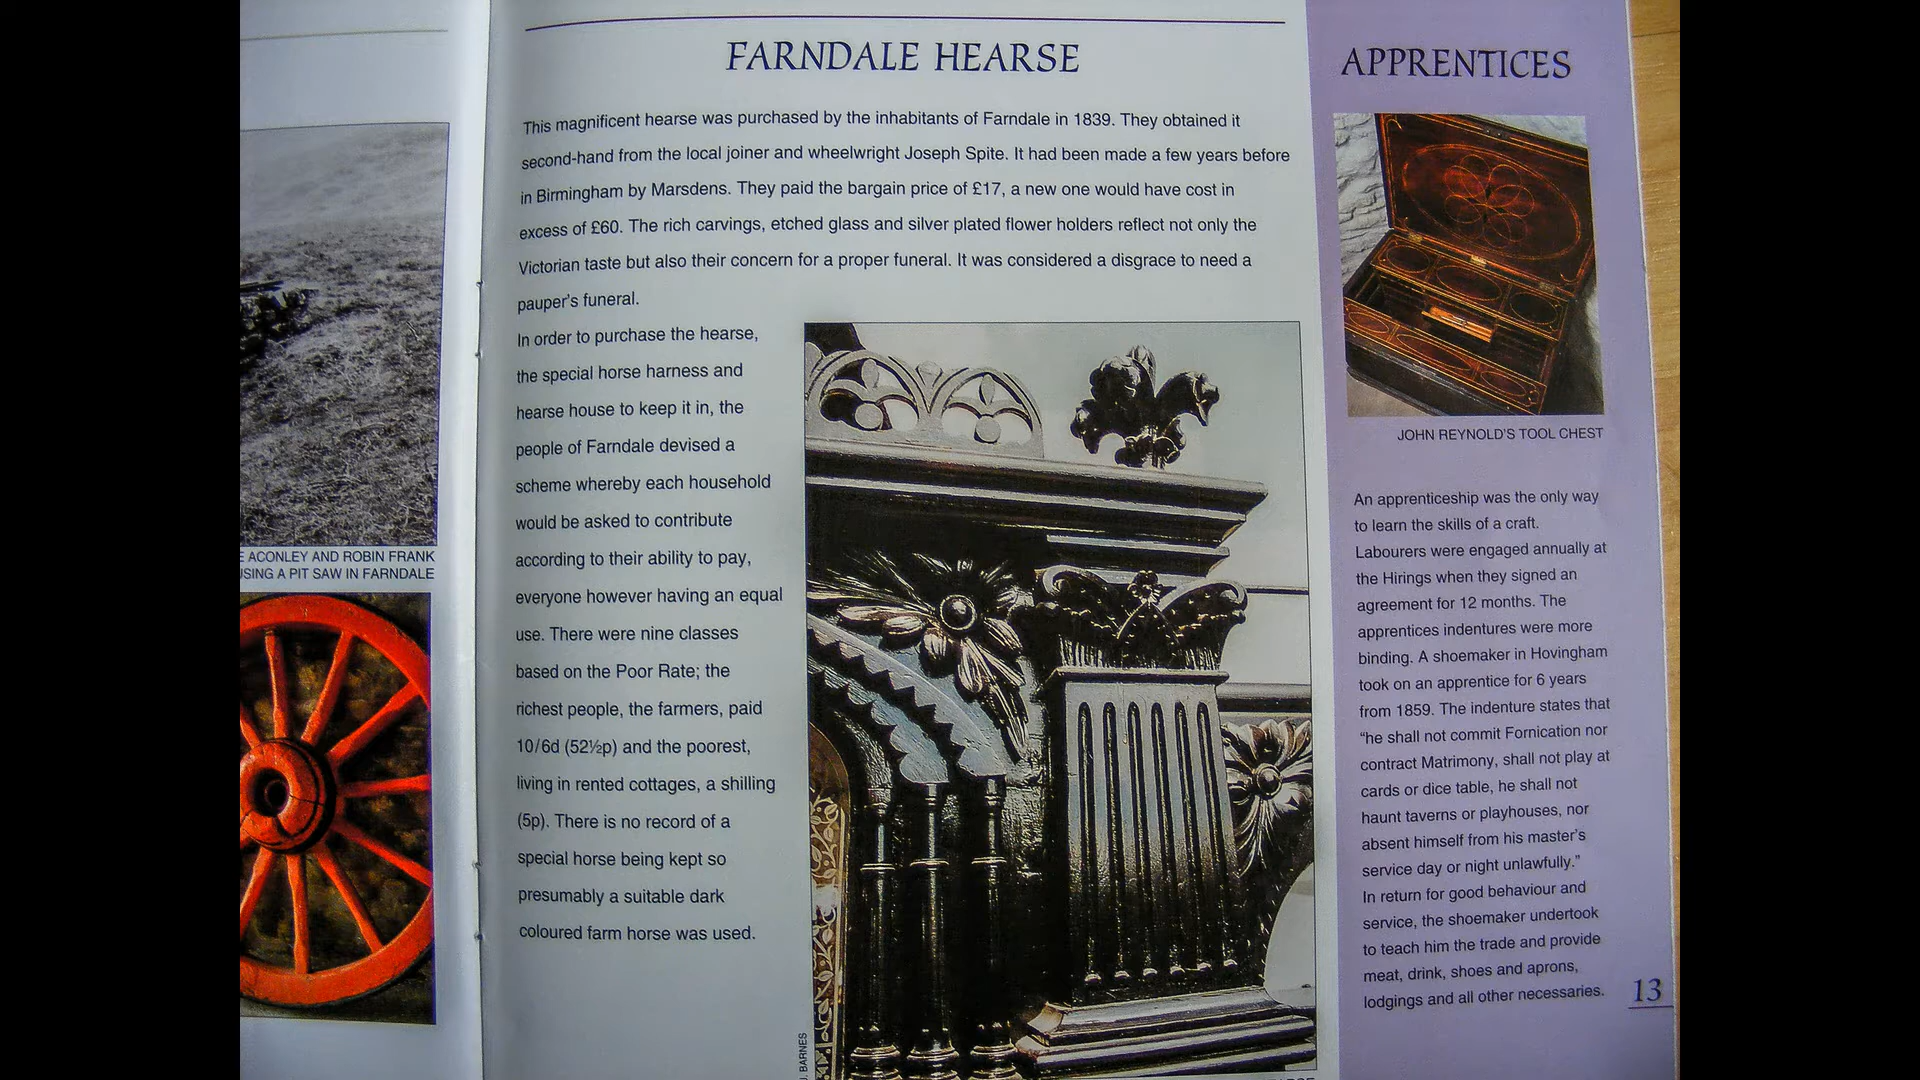 E ACONLEY AND ROBIN FRANK
USING A PIT SAW IN FARNDALE
FARNDALE HEARSE
This magnificent hearse was purchased by the inhabitants of Farndale in 1839. They obtained it
second-hand from the local joiner and wheelwright Joseph Spite. It had been made a few years before
in Birmingham by Marsdens. They paid the bargain price of £17, a new one would have cost in
excess of £60. The rich carvings, etched glass and silver plated flower holders reflect not only the
Victorian taste but also their concern for a proper funeral. It was considered a disgrace to need a
pauper's funeral.
In order to purchase the hearse,
the special horse harness and
hearse house to keep it in, the
people of Farndale devised a
scheme whereby each household
would be asked to contribute
according to their ability to pay,
everyone however having an equal
use. There were nine classes
based on the Poor Rate; the
richest people, the farmers, paid
10/6d (52½p) and the poorest,
living in rented cottages, a shilling
(5p). There is no record of a
special horse being kept so
presumably a suitable dark
coloured farm horse was used.
BARNES
APPRENTICES
JOHN REYNOLD'S TOOL CHEST
An apprenticeship was the only way
to learn the skills of a craft.
Labourers were engaged annually at
the Hirings when they signed an
agreement for 12 months. The
apprentices indentures were more
binding. A shoemaker in Hovingham
took on an apprentice for 6 years
from 1859. The indenture states that
"he shall not commit Fornication nor
contract Matrimony, shall not play at
cards or dice table, he shall not
haunt taverns or playhouses, nor
absent himself from his master's
service day or night unlawfully."
In return for good behaviour and
service, the shoemaker undertook
to teach him the trade and provide
meat, drink, shoes and aprons,
lodgings and all other necessaries.
13